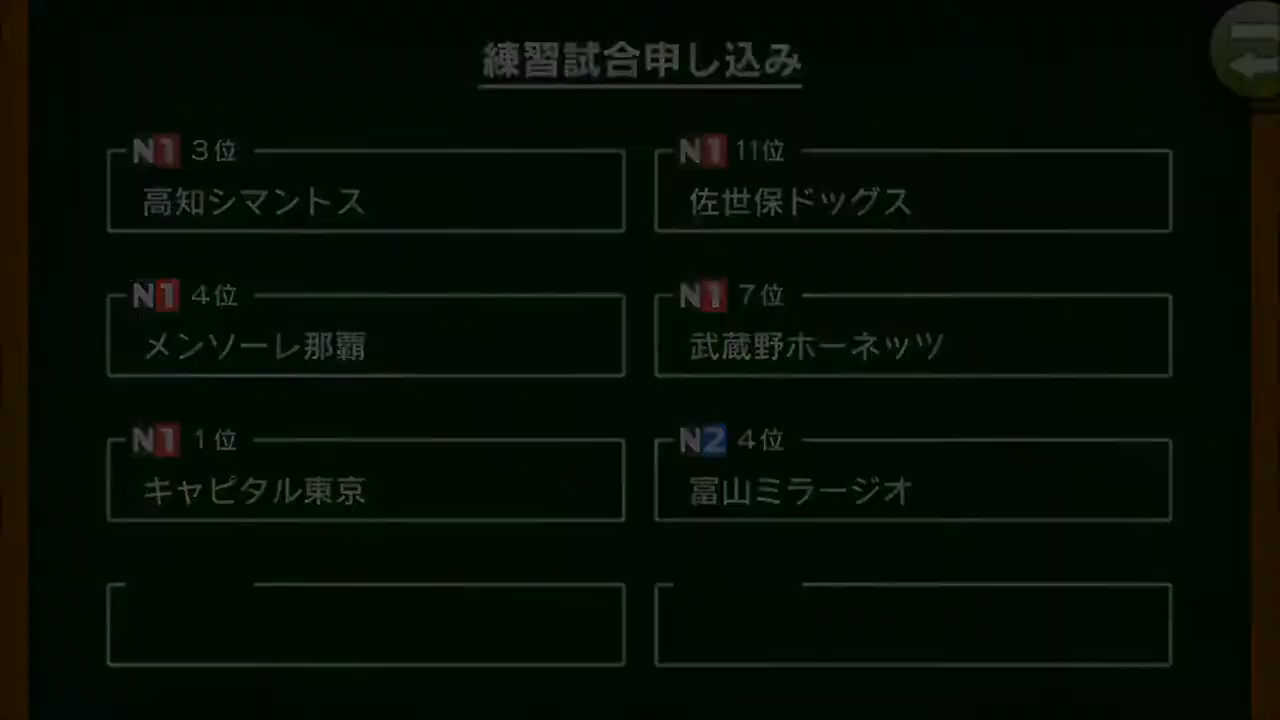 練習試合申し込み
N1 3位
高知シマントス
N1 11位
佐世保ドッグス
N1 4位
メンソーレ那覇
N1 7位
武蔵野ホーネッツ
N1 1位
キャピタル東京
N2 4位
富山ミラージオ